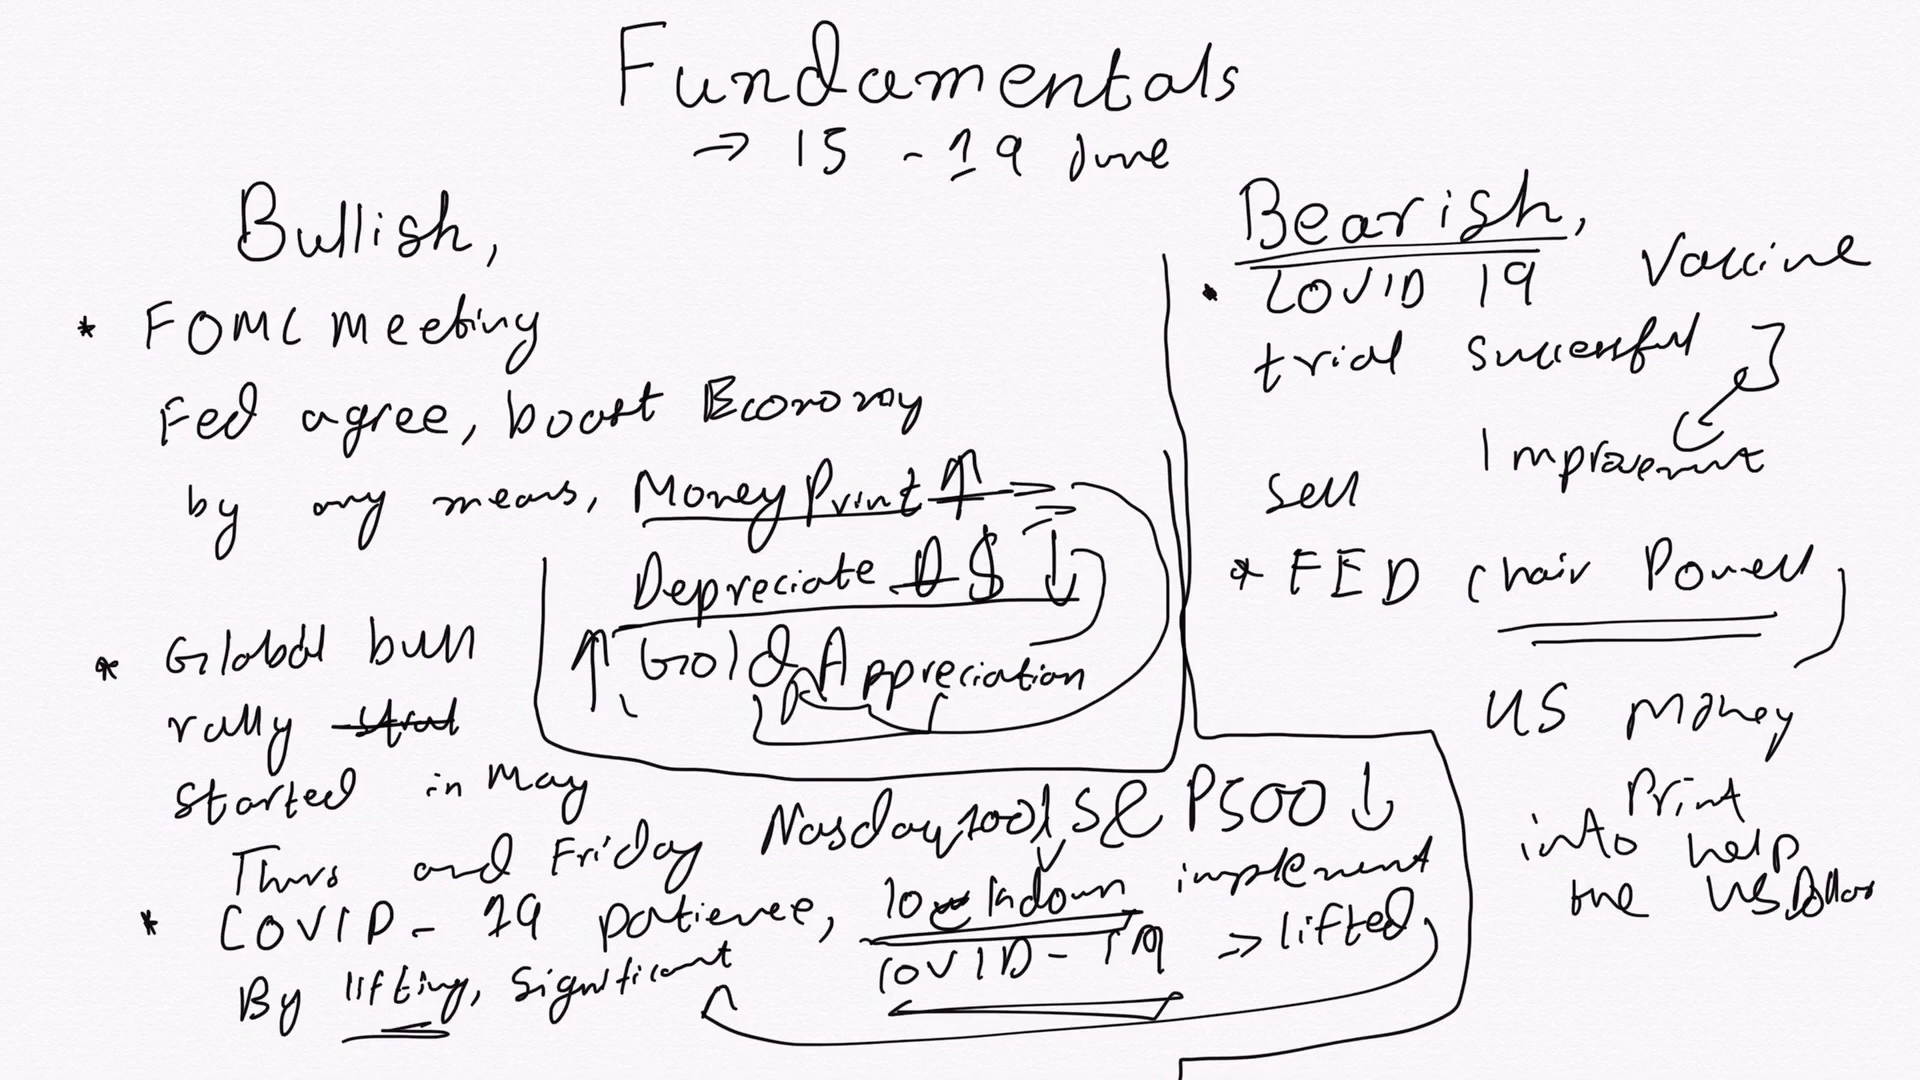 Fundamentals
→ 15 - 19 June
Bullish,
* FOMC Meeting
Fed agree, boost Economy
by any means, Money Print ↑ →
Depreciate $ ↓
↑ Gold Appreciation
* Global bull
rally
Started in May
Thurs and Friday Nasdaq100 S&P500 ↓
* COVID-19 patience, lockdown implement
COVID-19 → lifted
By lifting, significant
Bearish,
* COVID 19 Vaccine
trial successful
Improvement
Sell
* FED Chair Powell
US Money
Print
into help
the US Dollar